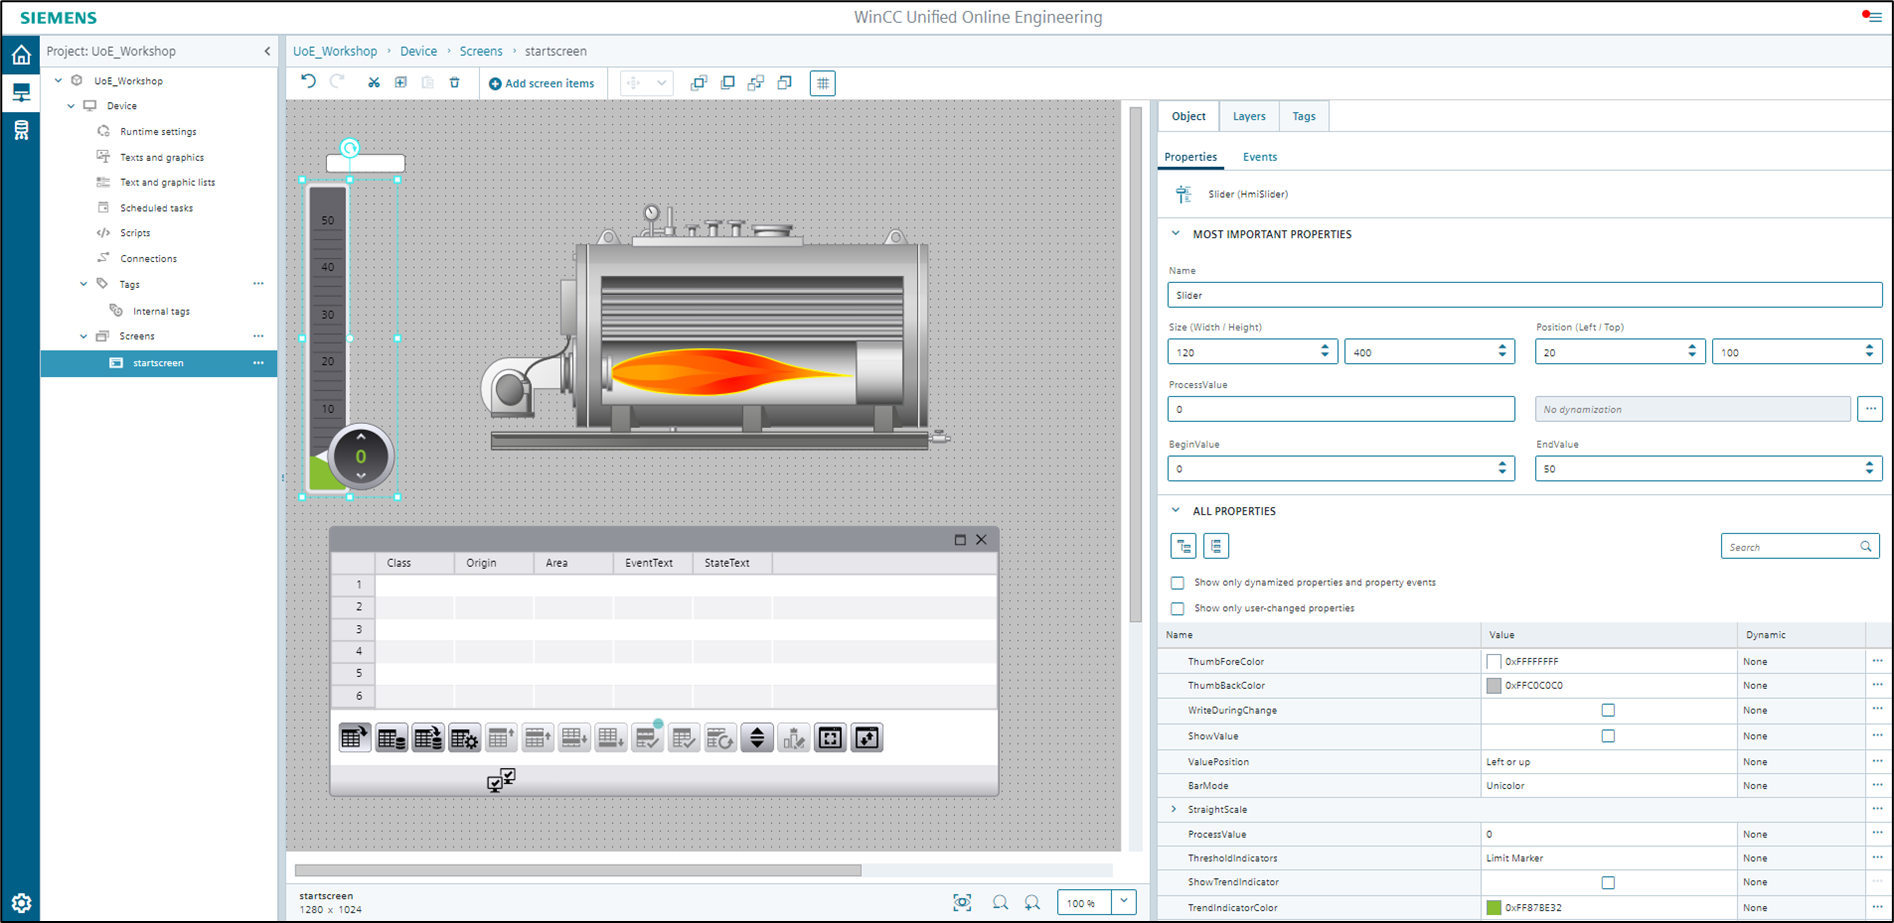 SIEMENS
WinCC Unified Online Engineering
Project: UoE_Workshop
UoE_Workshop
Device
Runtime settings
Texts and graphics
Text and graphic lists
Scheduled tasks
Scripts
Connections
Tags
Internal tags
Screens
startscreen
UoE_Workshop › Device › Screens › startscreen
Add screen items
50
40
30
20
10
0
Class Origin Area EventText StateText
1
2
3
4
5
6
startscreen
1280 x 1024
100 %
Object Layers Tags
Properties Events
Slider (HmiSlider)
MOST IMPORTANT PROPERTIES
Name
Slider
Size (Width / Height) Position (Left / Top)
120 400 20 100
ProcessValue
0 No dynamization ...
BeginValue EndValue
0 50
ALL PROPERTIES
Search
Show only dynamized properties and property events
Show only user-changed properties
Name Value Dynamic
ThumbForeColor 0xFFFFFFFF None
ThumbBackColor 0xFFC0C0C0 None
WriteDuringChange None
ShowValue None
ValuePosition Left or up None
BarMode Unicolor None
StraightScale
ProcessValue 0 None
ThresholdIndicators Limit Marker None
ShowTrendIndicator None
TrendIndicatorColor 0xFF87BE32 None